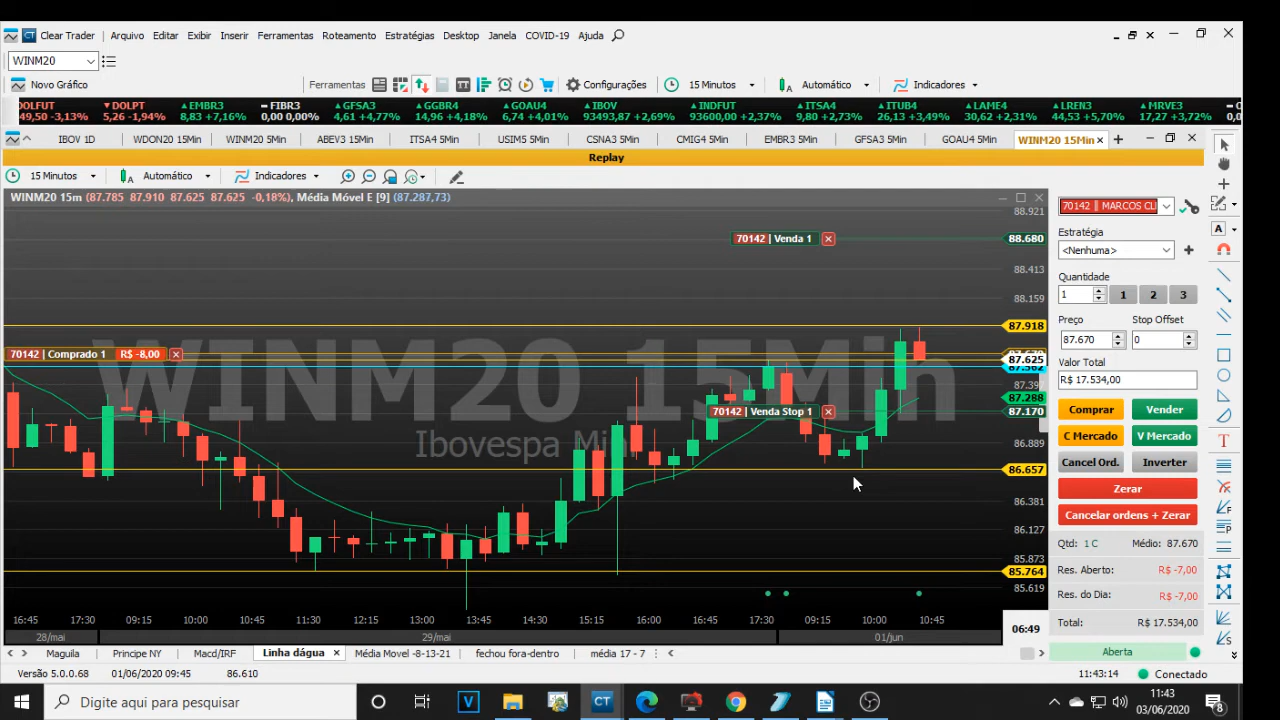 Clear Trader Arquivo Editar Exibir Inserir Ferramentas Roteamento Estratégias Desktop Janela COVID-19 Ajuda
WINM20
Novo Gráfico Ferramentas Configurações 15 Minutos Automático Indicadores
DOLFUT DOLPT EMBR3 FIBR3 GFSA3 GGBR4 GOAU4 IBOV INDFUT ITSA4 ITUB4 LAME4 LREN3 MRVE3
49,50 -3,13% 5,26 -1,94% 8,83 +7,16% 0,00 0,00% 4,61 +4,77% 14,96 +4,18% 6,74 +4,01% 93493,87 +2,69% 93600,00 +2,37% 9,80 +2,73% 26,13 +3,49% 30,62 +2,31% 44,53 +5,70% 17,27 +3,72%
IBOV 1D WDON20 15Min WINM20 5Min ABEV3 15Min ITSA4 5Min USIM5 5Min CSNA3 5Min CMIG4 5Min EMBR3 5Min GFSA3 5Min GOAU4 5Min WINM20 15Min
Replay
15 Minutos Automático Indicadores
WINM20 15m (87.785 87.910 87.625 87.625 -0,18%), Média Móvel E [9] (87.287,73)
WINM20 15Min
Ibovespa Min
70142 | Venda 1
70142 | Comprado 1 R$ -8,00
70142 | Venda Stop 1
88.921
88.680
88.413
88.159
87.918
87.625
87.397
87.288
87.170
86.889
86.657
86.381
86.127
85.873
85.764
85.619
16:45 17:30 09:15 10:00 10:45 11:30 12:15 13:00 13:45 14:30 15:15 16:00 16:45 17:30 09:15 10:00 10:45
28/mai 29/mai 01/jun
06:49
70142 MARCOS CL
Estratégia
<Nenhuma>
Quantidade
1 1 2 3
Preço Stop Offset
87.670 0
Valor Total
R$ 17.534,00
Comprar Vender
C Mercado V Mercado
Cancel Ord. Inverter
Zerar
Cancelar ordens + Zerar
Qtd: 1 C Médio: 87.670
Res. Aberto: R$ -7,00
Res. do Dia: R$ -7,00
Total: R$ 17.534,00
Aberta
Maguila Principe NY Macd/IRF Linha dágua Média Movel -8-13-21 fechou fora-dentro média 17 - 7
Versão 5.0.0.68 01/06/2020 09:45 86.610 11:43:14 Conectado
Digite aqui para pesquisar
11:43
03/06/2020
8